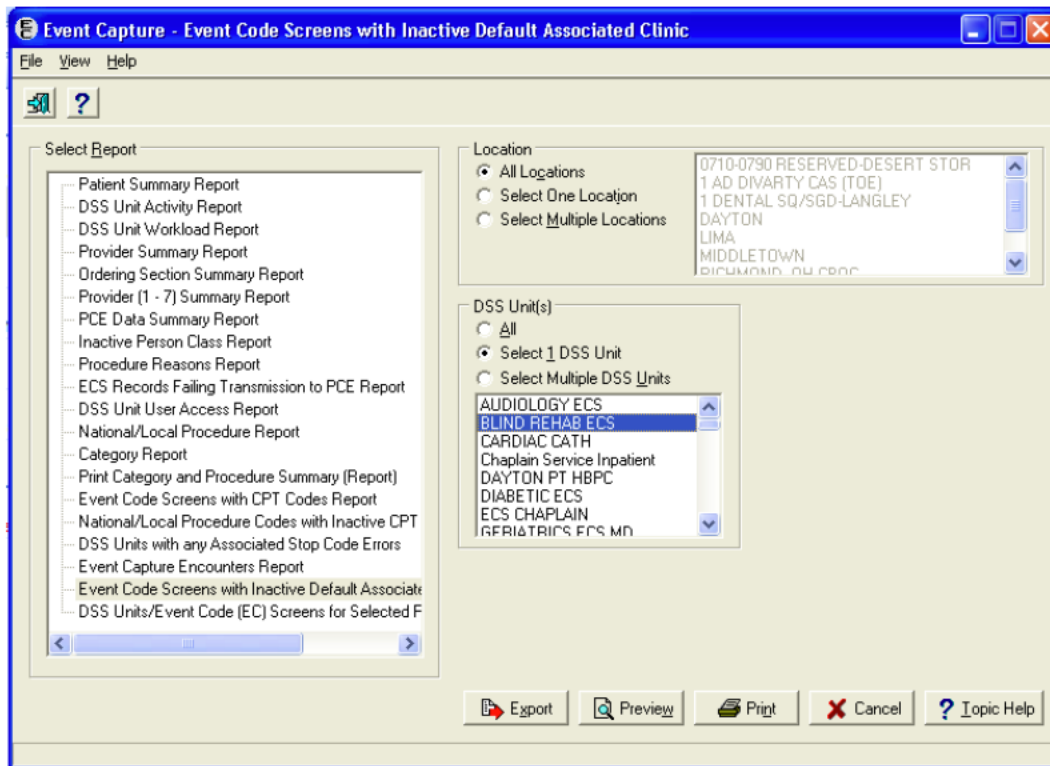 Event Capture - Event Code Screens with Inactive Default Associated Clinic
File View Help
Select Report
Patient Summary Report
DSS Unit Activity Report
DSS Unit Workload Report
Provider Summary Report
Ordering Section Summary Report
Provider (1 - 7) Summary Report
PCE Data Summary Report
Inactive Person Class Report
Procedure Reasons Report
ECS Records Failing Transmission to PCE Report
DSS Unit User Access Report
National/Local Procedure Report
Category Report
Print Category and Procedure Summary (Report)
Event Code Screens with CPT Codes Report
National/Local Procedure Codes with Inactive CPT
DSS Units with any Associated Stop Code Errors
Event Capture Encounters Report
Event Code Screens with Inactive Default Associate
DSS Units/Event Code (EC) Screens for Selected F
Location
All Locations
Select One Location
Select Multiple Locations
0710-0790 RESERVED-DESERT STOR
1 AD DIVARTY CAS (TOE)
1 DENTAL SQ/SGD-LANGLEY
DAYTON
LIMA
MIDDLETOWN
RICHMOND, OH CBOC
DSS Unit(s)
All
Select 1 DSS Unit
Select Multiple DSS Units
AUDIOLOGY ECS
BLIND REHAB ECS
CARDIAC CATH
Chaplain Service Inpatient
DAYTON PT HBPC
DIABETIC ECS
ECS CHAPLAIN
GERIATRICS ECS MD
Export Preview Print Cancel ? Topic Help